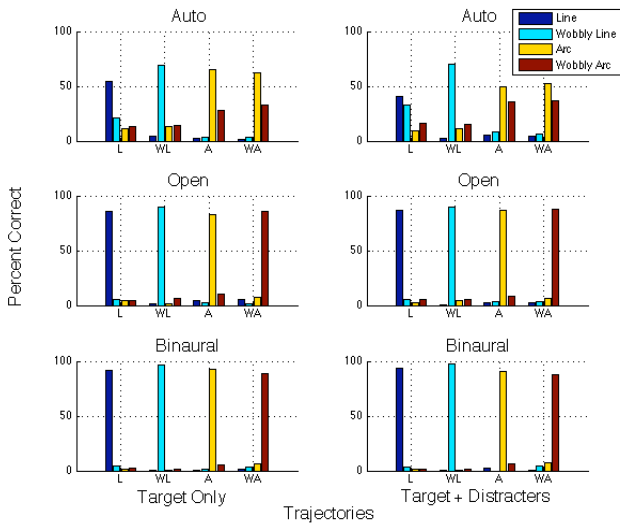 Auto
Auto
Line
Wobbly Line
Arc
Wobbly Arc
100
50
0
L WL A WA
100
50
0
L WL A WA
Open
Open
100
50
0
L WL A WA
100
50
0
L WL A WA
Percent Correct
Binaural
Binaural
100
50
0
L WL A WA
100
50
0
L WL A WA
Target Only
Target + Distracters
Trajectories